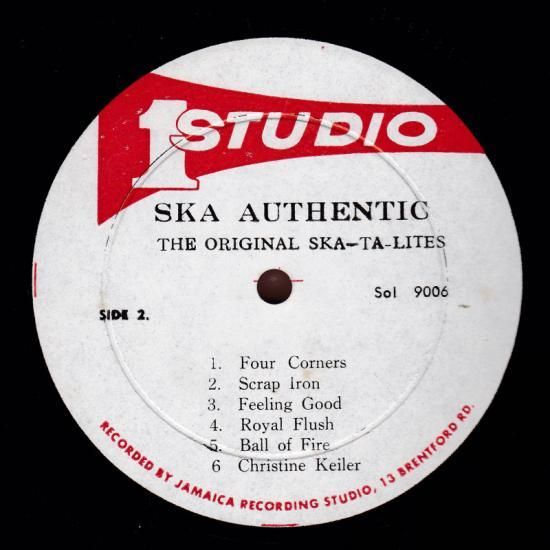 1 STUDIO
SKA AUTHENTIC
THE ORIGINAL SKA-TA-LITES
Sol 9006
SIDE 2.
1. Four Corners
2. Scrap Iron
3. Feeling Good
4. Royal Flush
5. Ball of Fire
6 Christine Keiler
RECORDED BY JAMAICA RECORDING STUDIO, 13 BRENTFORD RD.